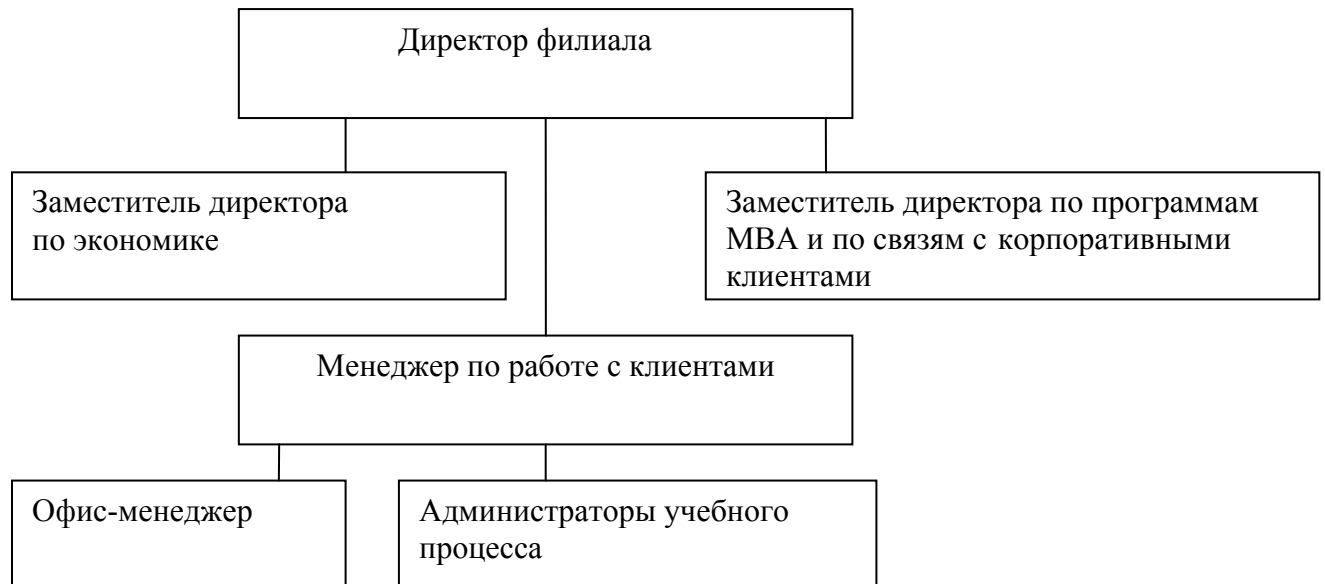 Директор филиала
Заместитель директора
по экономике
Заместитель директора по программам
МВА и по связям с корпоративными
клиентами
Менеджер по работе с клиентами
Офис-менеджер
Администраторы учебного
процесса